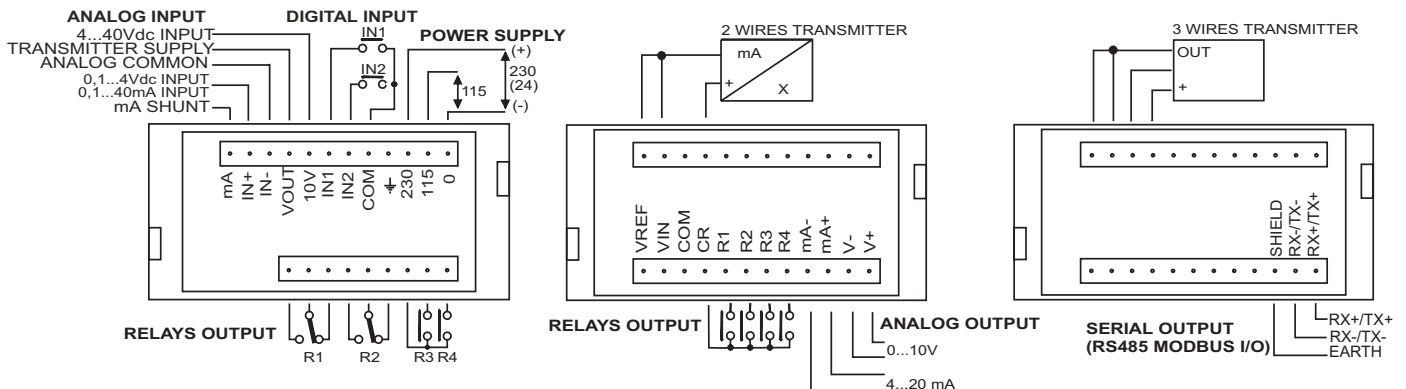 ANALOG INPUT
4...40Vdc INPUT
TRANSMITTER SUPPLY
ANALOG COMMON
0,1...4Vdc INPUT
0,1...40mA INPUT
mA SHUNT
DIGITAL INPUT
IN1
IN2
POWER SUPPLY
(+)
230
(24)
(-)
115
mA
IN+
IN-
VOUT
10V
IN1
IN2
COM
230
115
0
RELAYS OUTPUT
R1
R2
R3 R4
2 WIRES TRANSMITTER
mA
+
X
VREF
VIN
COM
CR
R1
R2
R3
R4
mA-
mA+
V-
V+
RELAYS OUTPUT
ANALOG OUTPUT
0...10V
4...20 mA
3 WIRES TRANSMITTER
OUT
-
+
SHIELD
RX-/TX-
RX+/TX+
SERIAL OUTPUT
(RS485 MODBUS I/O)
RX+/TX+
RX-/TX-
EARTH